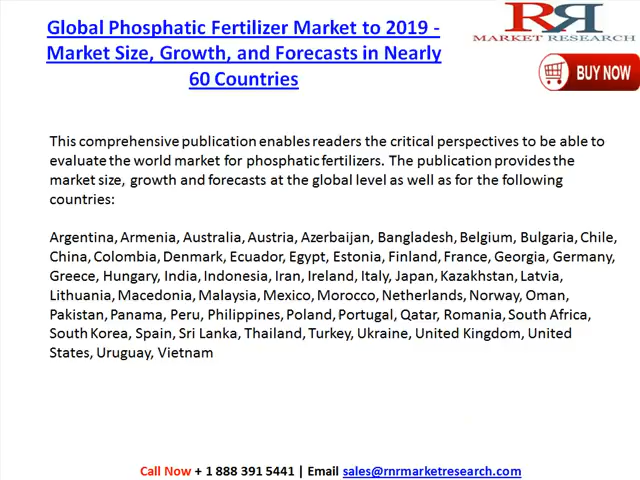 Global Phosphatic Fertilizer Market to 2019 -
Market Size, Growth, and Forecasts in Nearly
60 Countries
RR
MARKET RESEARCH
BUY NOW
This comprehensive publication enables readers the critical perspectives to be able to
evaluate the world market for phosphatic fertilizers. The publication provides the
market size, growth and forecasts at the global level as well as for the following
countries:
Argentina, Armenia, Australia, Austria, Azerbaijan, Bangladesh, Belgium, Bulgaria, Chile,
China, Colombia, Denmark, Ecuador, Egypt, Estonia, Finland, France, Georgia, Germany,
Greece, Hungary, India, Indonesia, Iran, Ireland, Italy, Japan, Kazakhstan, Latvia,
Lithuania, Macedonia, Malaysia, Mexico, Morocco, Netherlands, Norway, Oman,
Pakistan, Panama, Peru, Philippines, Poland, Portugal, Qatar, Romania, South Africa,
South Korea, Spain, Sri Lanka, Thailand, Turkey, Ukraine, United Kingdom, United
States, Uruguay, Vietnam
Call Now + 1 888 391 5441 | Email sales@rnrmarketresearch.com